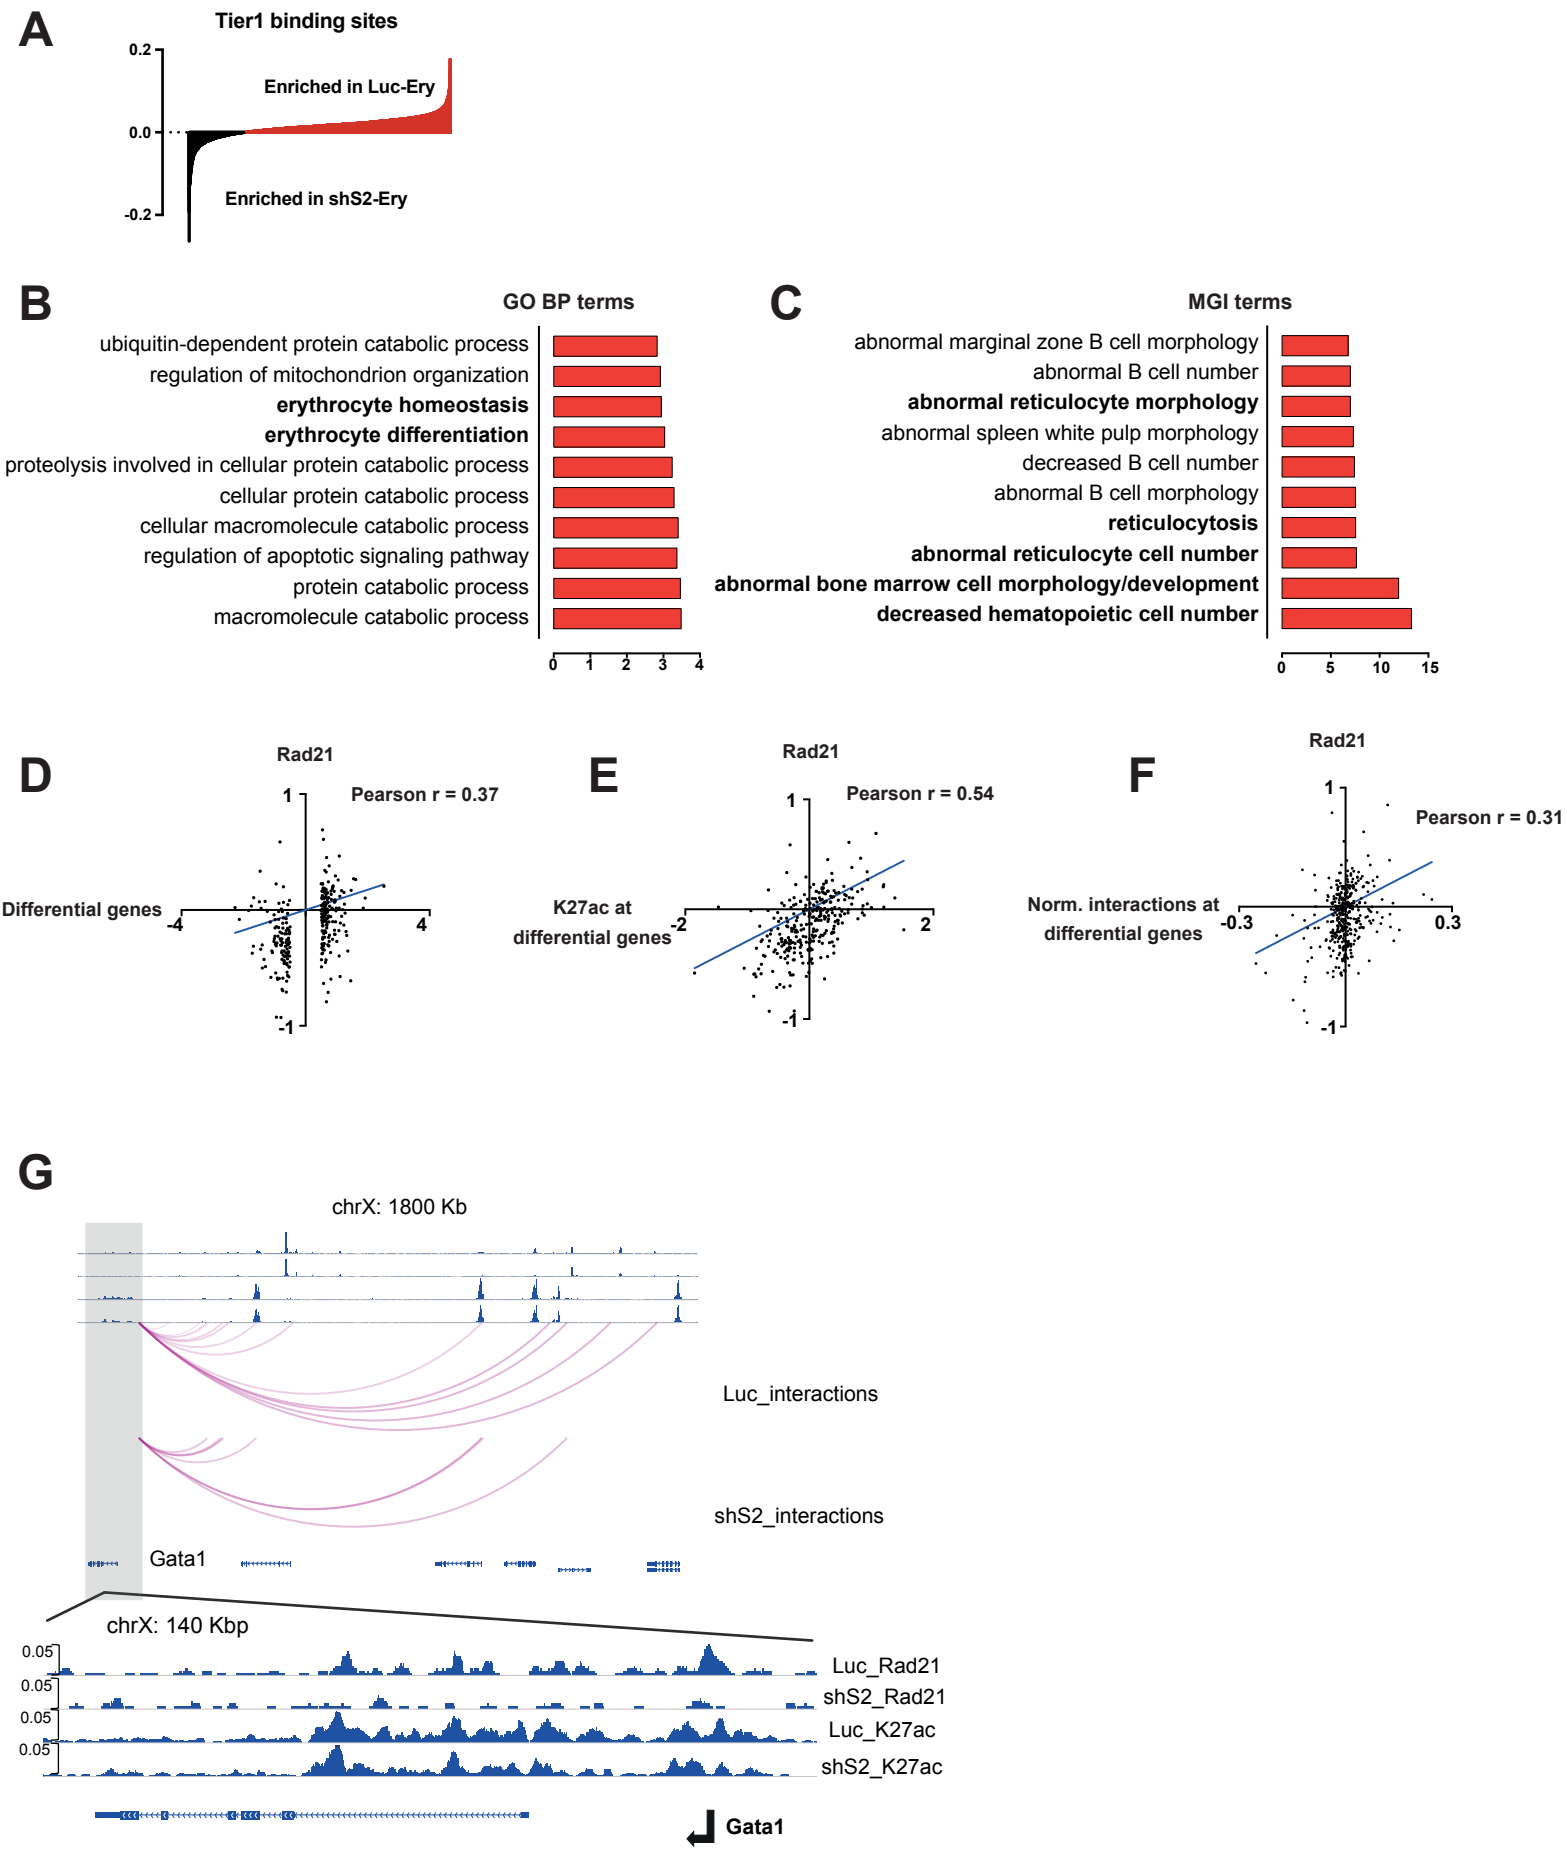 A
Tier1 binding sites
0.2
Enriched in Luc-Ery
0.0
Enriched in shS2-Ery
-0.2
B
GO BP terms
ubiquitin-dependent protein catabolic process
regulation of mitochondrion organization
erythrocyte homeostasis
erythrocyte differentiation
proteolysis involved in cellular protein catabolic process
cellular protein catabolic process
cellular macromolecule catabolic process
regulation of apoptotic signaling pathway
protein catabolic process
macromolecule catabolic process
0 1 2 3 4
C
MGI terms
abnormal marginal zone B cell morphology
abnormal B cell number
abnormal reticulocyte morphology
abnormal spleen white pulp morphology
decreased B cell number
abnormal B cell morphology
reticulocytosis
abnormal reticulocyte cell number
abnormal bone marrow cell morphology/development
decreased hematopoietic cell number
0 5 10 15
D
Rad21
1
Pearson r = 0.37
Differential genes
-4
4
-1
E
Rad21
1
Pearson r = 0.54
K27ac at
differential genes
-2
2
-1
F
Rad21
1
Pearson r = 0.31
Norm. interactions at
differential genes
-0.3
0.3
-1
G
chrX: 1800 Kb
Luc_interactions
shS2_interactions
Gata1
chrX: 140 Kbp
0.05
Luc_Rad21
0.05
shS2_Rad21
0.05
Luc_K27ac
0.05
shS2_K27ac
Gata1